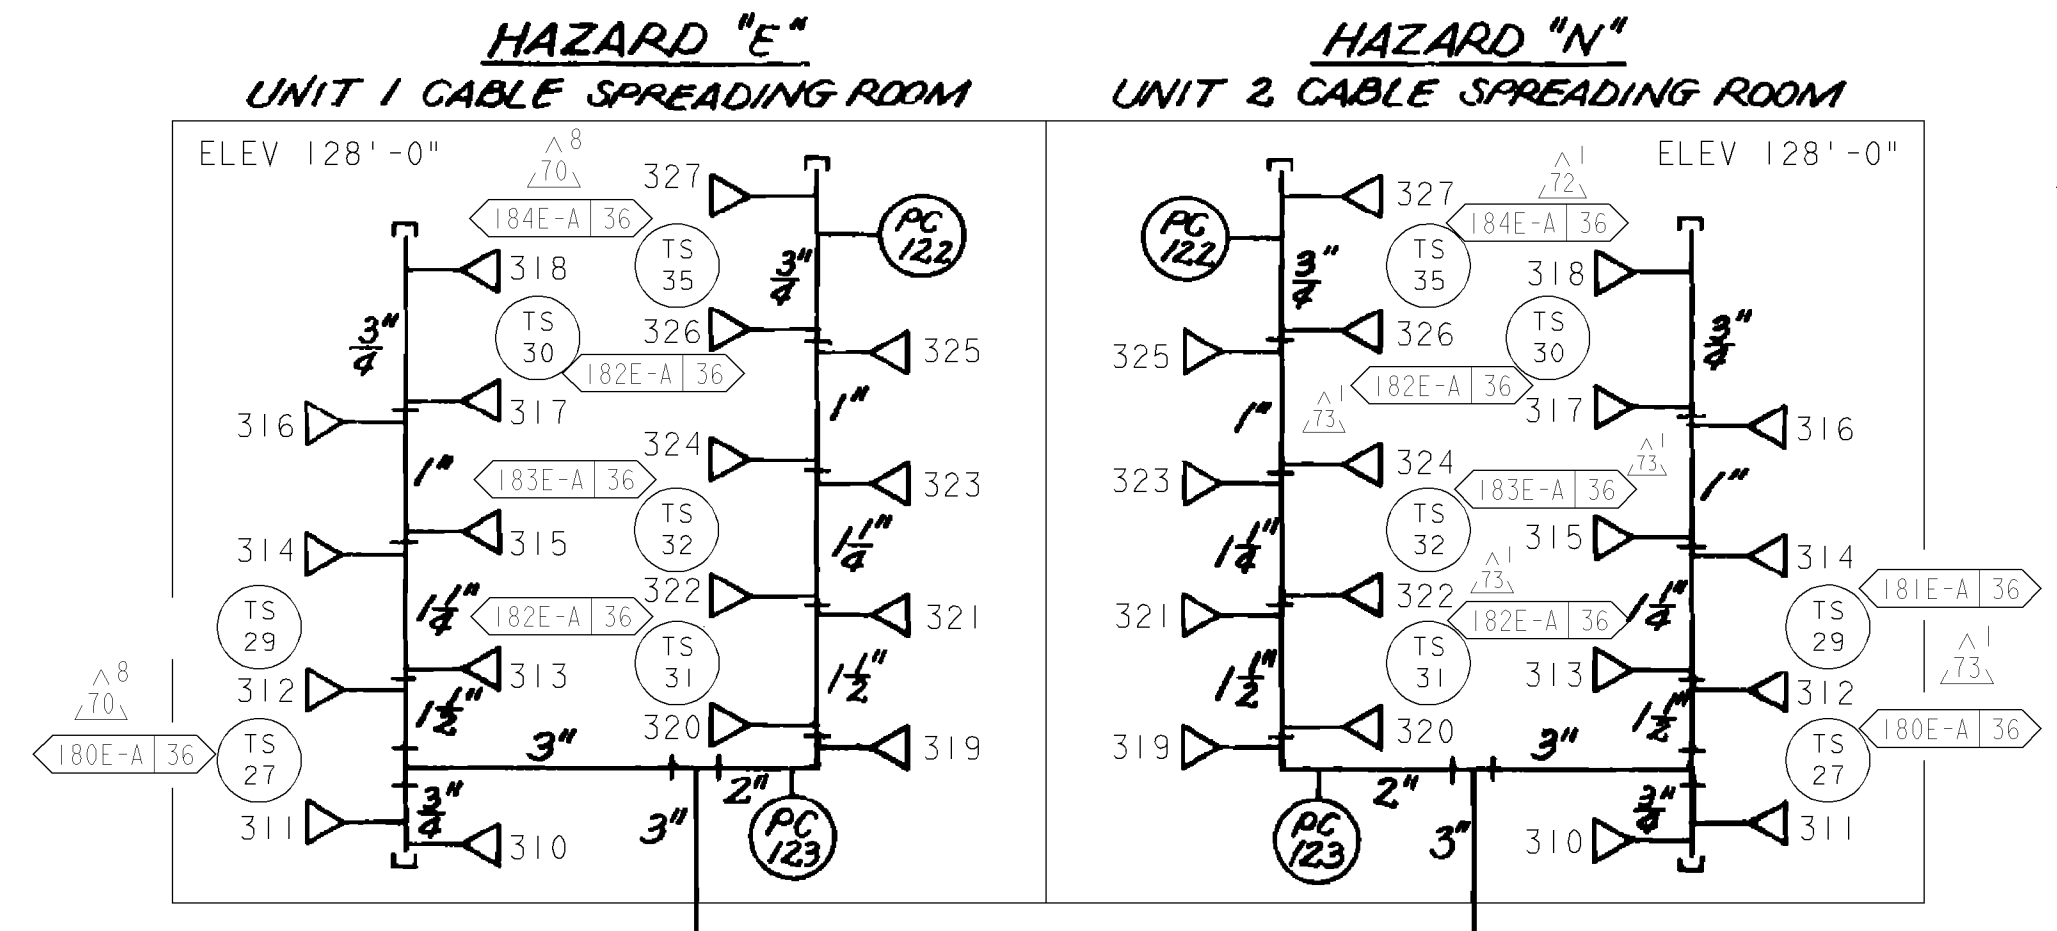 HAZARD "E"
UNIT 1 CABLE SPREADING ROOM
ELEV 128'-0"
^8
70
327
184E-A 36
TS
35
PC
122
318
3/4"
TS
30
326
325
3/4"
182E-A 36
316
317
1"
324
1"
183E-A 36
323
314
315
TS
32
1 1/4"
TS
29
1 1/4"
182E-A 36
322
321
^8
70
312
313
TS
31
1 1/2"
1 1/2"
320
180E-A 36
TS
27
3"
319
311
3/4"
310
3"
2"
PC
123
HAZARD "N"
UNIT 2 CABLE SPREADING ROOM
ELEV 128'-0"
327
^1
72
184E-A 36
PC
122
TS
35
318
3/4"
326
TS
30
3/4"
325
182E-A 36
317
316
1"
^1
73
324
^1
73
323
183E-A 36
1"
1 1/4"
TS
32
315
314
^1
73
181E-A 36
322
1 1/4"
TS
29
321
182E-A 36
^1
73
TS
31
313
312
1 1/2"
1 1/2"
319
320
3"
180E-A 36
TS
27
2"
3/4"
PC
123
3"
310
311